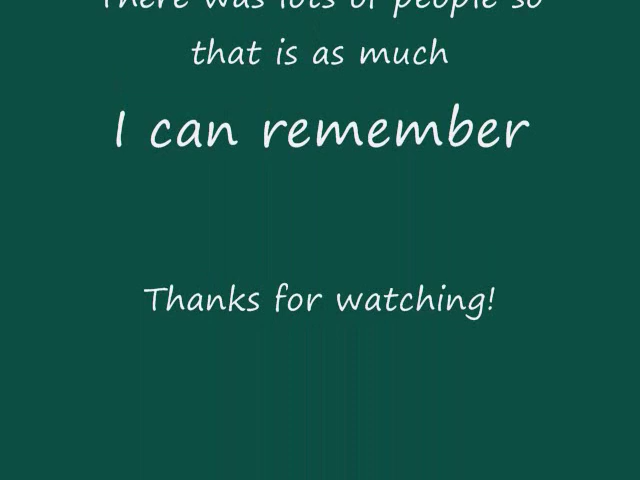 There was lots of people so
that is as much
I can remember
Thanks for watching!